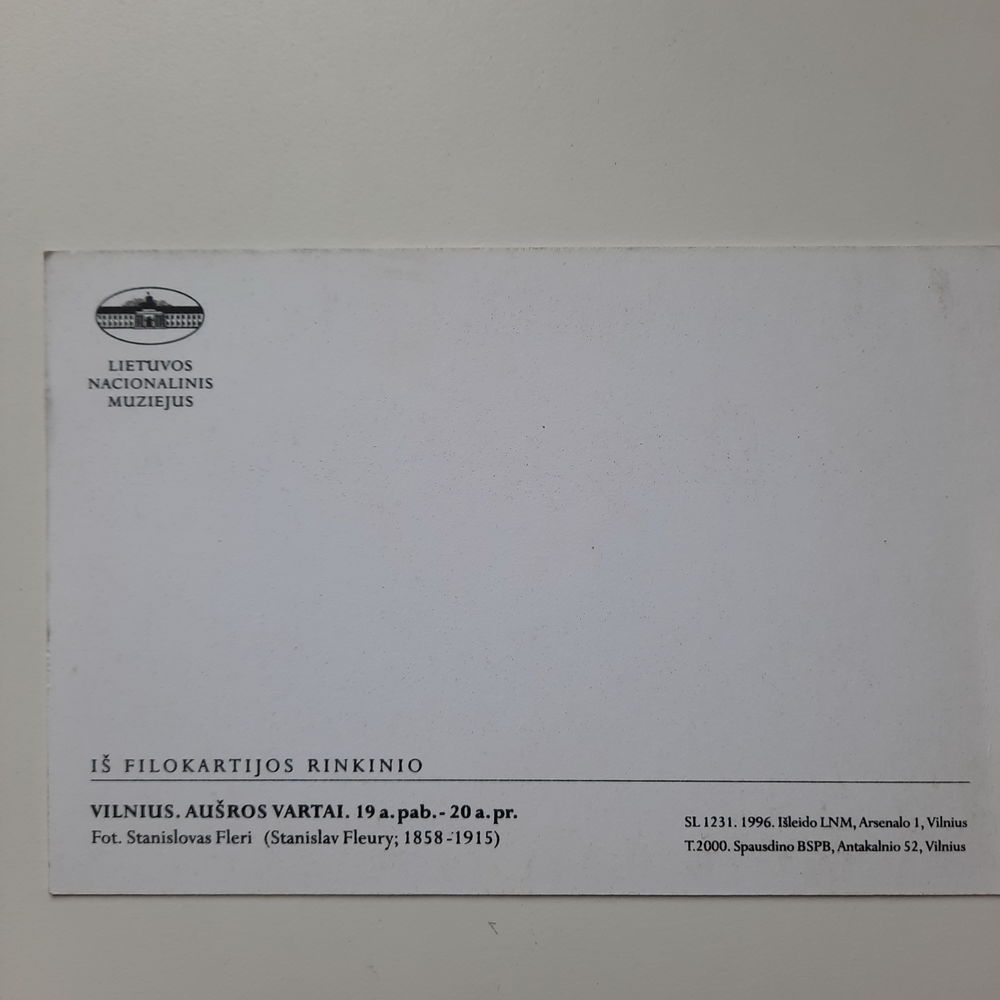 LIETUVOS
NACIONALINIS
MUZIEJUS
IŠ FILOKARTIJOS RINKINIO
VILNIUS. AUŠROS VARTAI. 19 a. pab. - 20 a. pr.
Fot. Stanislovas Fleri (Stanislav Fleury; 1858-1915)
SL 1231. 1996. Išleido LNM, Arsenalo 1, Vilnius
T.2000. Spausdino BSPB, Antakalnio 52, Vilnius